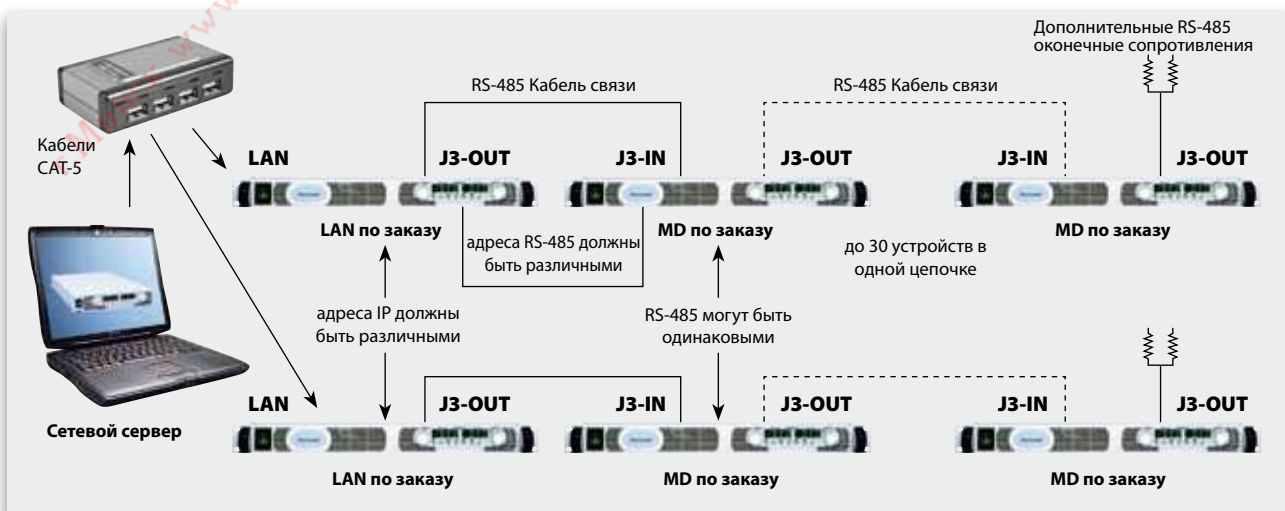 Дополнительные RS-485
оконечные сопротивления
RS-485 Кабель связи
RS-485 Кабель связи
Кабели
CAT-5
LAN
J3-OUT
J3-IN
J3-OUT
J3-IN
J3-OUT
LAN по заказу
MD по заказу
MD по заказу
адреса RS-485 должны
быть различными
до 30 устройств в
одной цепочке
адреса IP должны
быть различными
RS-485 могут быть
одинаковыми
LAN
J3-OUT
J3-IN
J3-OUT
J3-IN
J3-OUT
Сетевой сервер
LAN по заказу
MD по заказу
MD по заказу